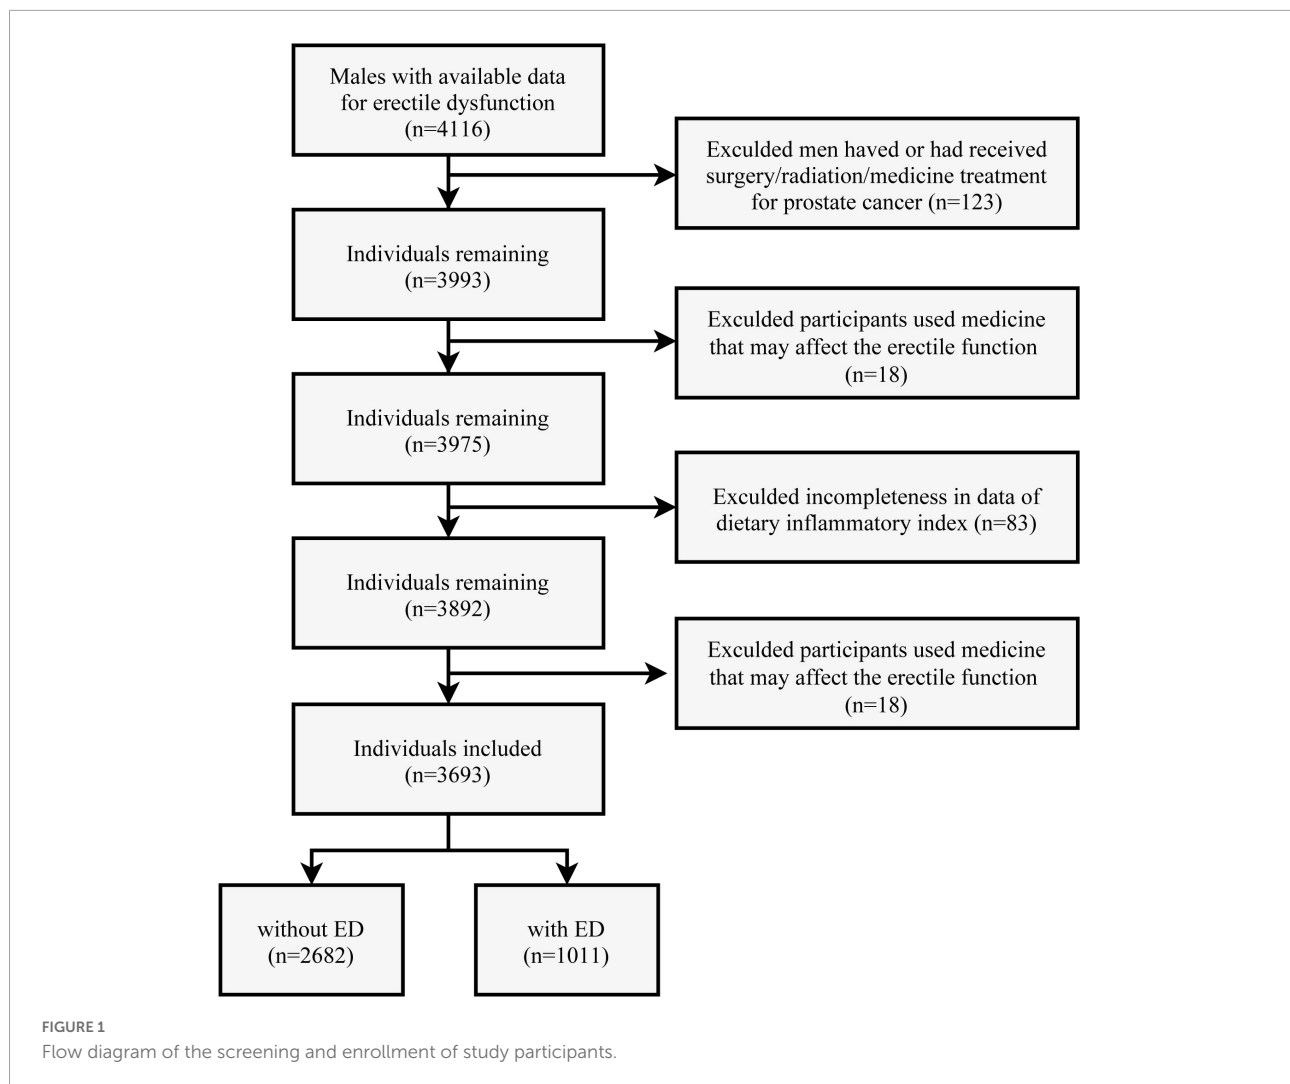 Males with available data
for erectile dysfunction
(n=4116)
Exculded men haved or had received
surgery/radiation/medicine treatment
for prostate cancer (n=123)
Individuals remaining
(n=3993)
Exculded participants used medicine
that may affect the erectile function
(n=18)
Individuals remaining
(n=3975)
Exculded incompleteness in data of
dietary inflammatory index (n=83)
Individuals remaining
(n=3892)
Exculded participants used medicine
that may affect the erectile function
(n=18)
Individuals included
(n=3693)
without ED
(n=2682)
with ED
(n=1011)
FIGURE 1
Flow diagram of the screening and enrollment of study participants.